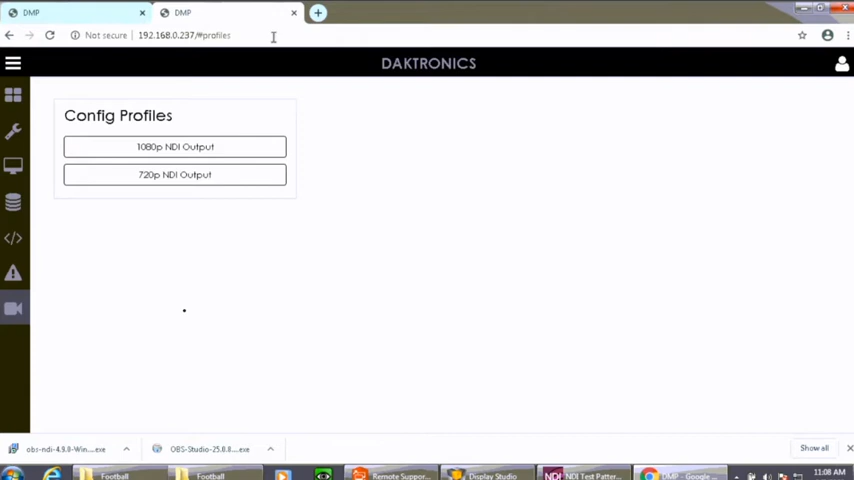 DMP
DMP
Not secure 192.168.0.237/#profiles
DAKTRONICS
Config Profiles
1080p NDI Output
720p NDI Output
obs-ndi-4.9.0-Win....exe
OBS-Studio-25.0.8....exe
Show all
Football
Football
Remote Suppor...
Display Studio
NDI NDI Test Patter...
DMP - Google ...
11:08 AM